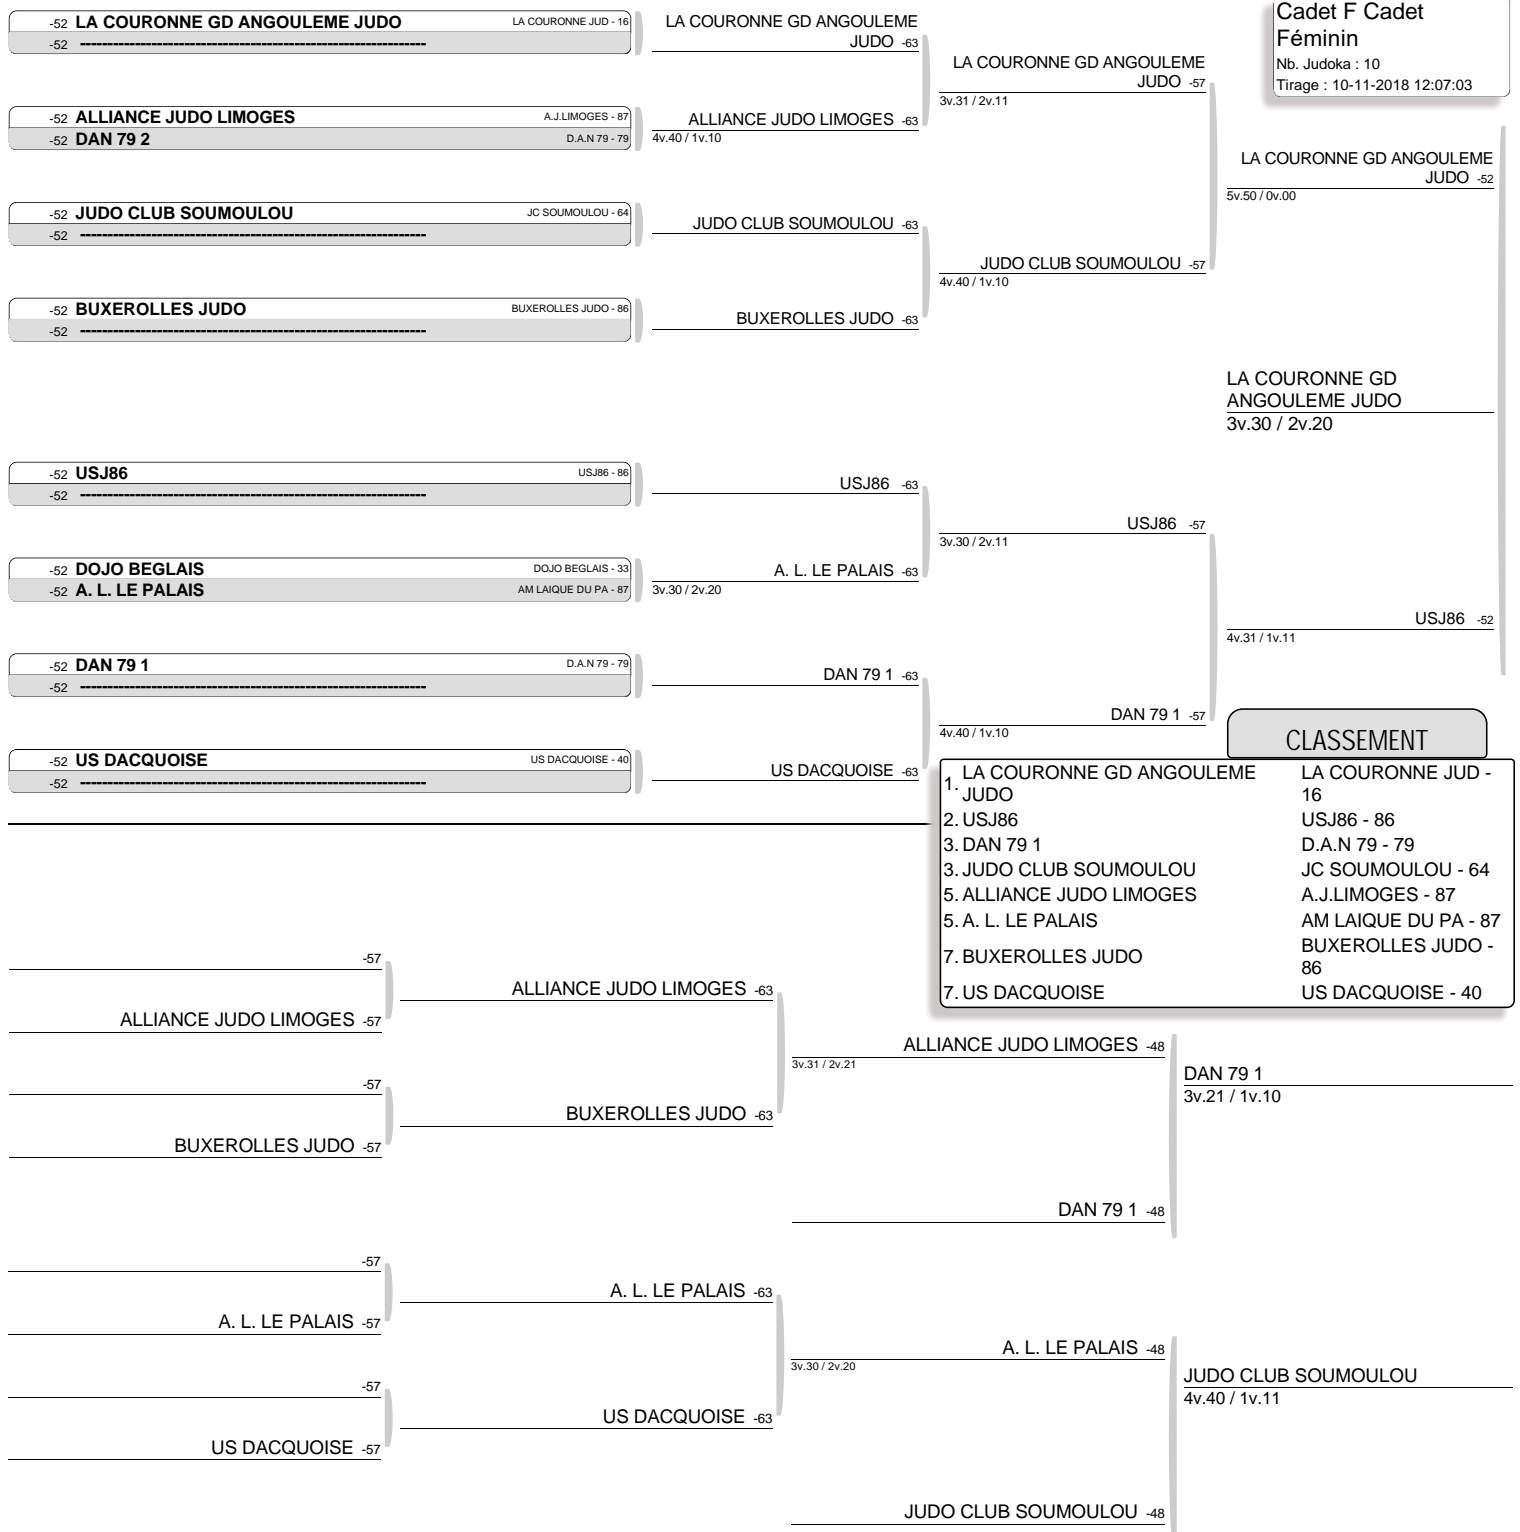 Cadet F Cadet
Féminin
Nb. Judoka : 10
Tirage : 10-11-2018 12:07:03
-52 LA COURONNE GD ANGOULEME JUDO LA COURONNE JUD - 16
-52 ----------------------------------------------------------------
-52 ALLIANCE JUDO LIMOGES A.J.LIMOGES - 87
-52 DAN 79 2 D.A.N 79 - 79
-52 JUDO CLUB SOUMOULOU JC SOUMOULOU - 64
-52 ----------------------------------------------------------------
-52 BUXEROLLES JUDO BUXEROLLES JUDO - 86
-52 ----------------------------------------------------------------
-52 USJ86 USJ86 - 86
-52 ----------------------------------------------------------------
-52 DOJO BEGLAIS DOJO BEGLAIS - 33
-52 A. L. LE PALAIS AM LAIQUE DU PA - 87
-52 DAN 79 1 D.A.N 79 - 79
-52 ----------------------------------------------------------------
-52 US DACQUOISE US DACQUOISE - 40
-52 ----------------------------------------------------------------
LA COURONNE GD ANGOULEME
JUDO -63
ALLIANCE JUDO LIMOGES -63
4v.40 / 1v.10
JUDO CLUB SOUMOULOU -63
BUXEROLLES JUDO -63
USJ86 -63
A. L. LE PALAIS -63
3v.30 / 2v.20
DAN 79 1 -63
US DACQUOISE -63
LA COURONNE GD ANGOULEME
JUDO -57
3v.31 / 2v.11
JUDO CLUB SOUMOULOU -57
4v.40 / 1v.10
USJ86 -57
3v.30 / 2v.11
DAN 79 1 -57
4v.40 / 1v.10
LA COURONNE GD ANGOULEME
JUDO -52
5v.50 / 0v.00
LA COURONNE GD
ANGOULEME JUDO
3v.30 / 2v.20
USJ86 -52
4v.31 / 1v.11
CLASSEMENT
1. LA COURONNE GD ANGOULEME LA COURONNE JUD -
JUDO 16
2. USJ86 USJ86 - 86
3. DAN 79 1 D.A.N 79 - 79
3. JUDO CLUB SOUMOULOU JC SOUMOULOU - 64
5. ALLIANCE JUDO LIMOGES A.J.LIMOGES - 87
5. A. L. LE PALAIS AM LAIQUE DU PA - 87
7. BUXEROLLES JUDO BUXEROLLES JUDO -
86
7. US DACQUOISE US DACQUOISE - 40
-57
ALLIANCE JUDO LIMOGES -57
-57
BUXEROLLES JUDO -57
-57
A. L. LE PALAIS -57
-57
US DACQUOISE -57
ALLIANCE JUDO LIMOGES -63
BUXEROLLES JUDO -63
A. L. LE PALAIS -63
US DACQUOISE -63
ALLIANCE JUDO LIMOGES -48
3v.31 / 2v.21
DAN 79 1 -48
A. L. LE PALAIS -48
3v.30 / 2v.20
JUDO CLUB SOUMOULOU -48
DAN 79 1
3v.21 / 1v.10
JUDO CLUB SOUMOULOU
4v.40 / 1v.11